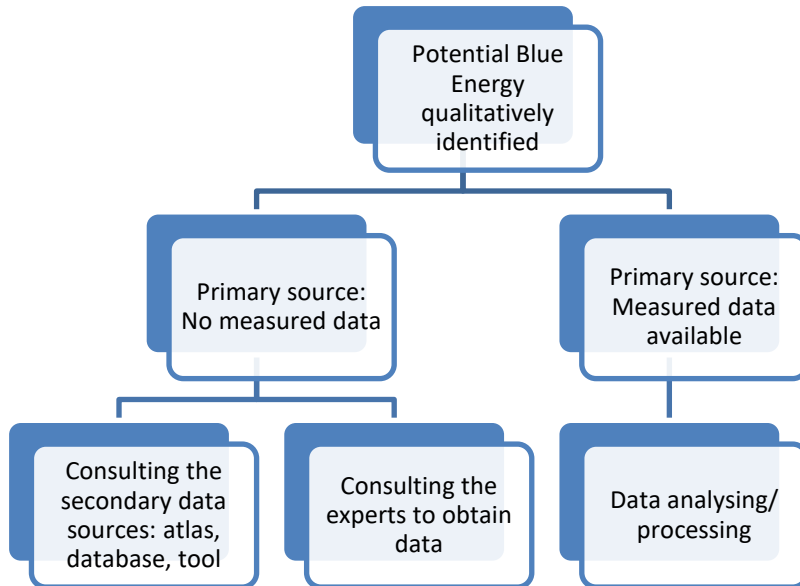 Potential Blue
Energy
qualitatively
identified
Primary source:
No measured data
Primary source:
Measured data
available
Consulting the
secondary data
sources: atlas,
database, tool
Consulting the
experts to obtain
data
Data analysing/
processing